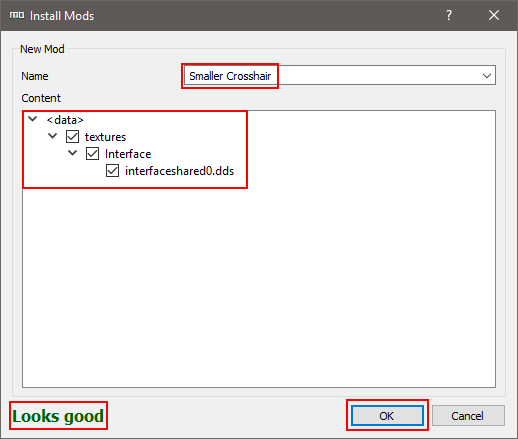 Install Mods
New Mod
Name
Smaller Crosshair
Content
<data>
textures
Interface
interfaceshared0.dds
Looks good
OK
Cancel